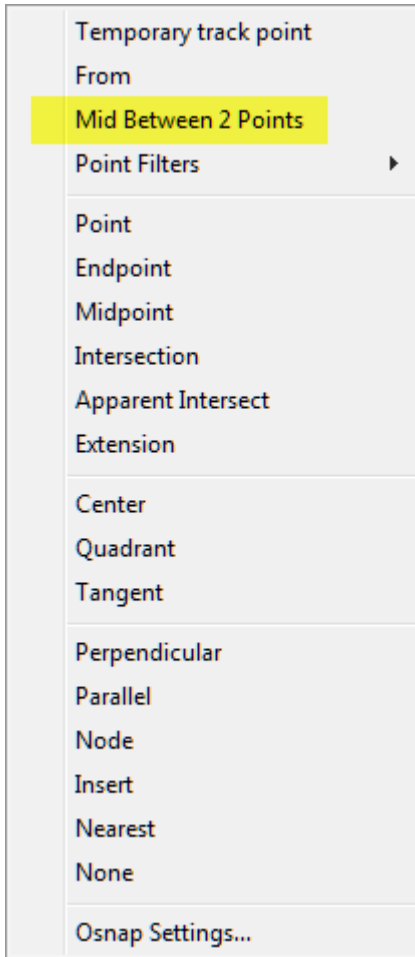 Temporary track point
From
Mid Between 2 Points
Point Filters
Point
Endpoint
Midpoint
Intersection
Apparent Intersect
Extension
Center
Quadrant
Tangent
Perpendicular
Parallel
Node
Insert
Nearest
None
Osnap Settings...